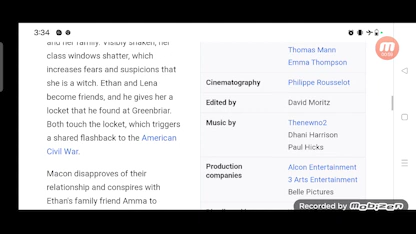 3:34
and her family. Visibly shaken, her
class windows shatter, which
increases fears and suspicions that
she is a witch. Ethan and Lena
become friends, and he gives her a
locket that he found at Greenbriar.
Both touch the locket, which triggers
a shared flashback to the American
Civil War.
Macon disapproves of their
relationship and conspires with
Ethan's family friend Amma to
Thomas Mann
Emma Thompson
Cinematography Philippe Rousselot
Edited by David Moritz
Music by Thenewno2
Dhani Harrison
Paul Hicks
Production Alcon Entertainment
companies 3 Arts Entertainment
Belle Pictures
Recorded by Mobizen